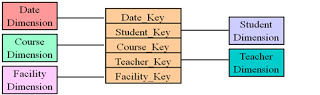 Date
Dimension
Course
Dimension
Facility
Dimension
Date_Key
Student_Key
Course_Key
Teacher_Key
Facility_Key
Student
Dimension
Teacher
Dimension